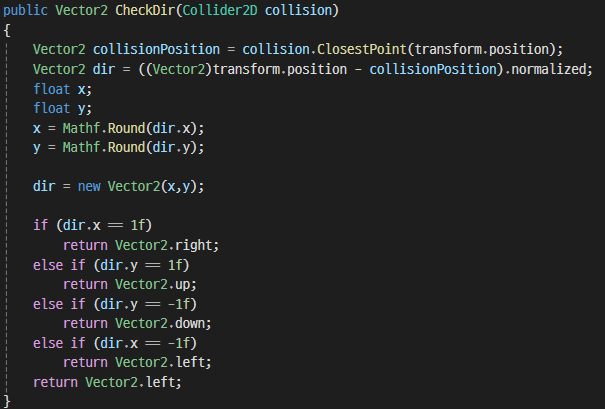 public Vector2 CheckDir(Collider2D collision)
{
    Vector2 collisionPosition = collision.ClosestPoint(transform.position);
    Vector2 dir = ((Vector2)transform.position - collisionPosition).normalized;
    float x;
    float y;
    x = Mathf.Round(dir.x);
    y = Mathf.Round(dir.y);

    dir = new Vector2(x,y);

    if (dir.x == 1f)
        return Vector2.right;
    else if (dir.y == 1f)
        return Vector2.up;
    else if (dir.y == -1f)
        return Vector2.down;
    else if (dir.x == -1f)
        return Vector2.left;
    return Vector2.left;
}